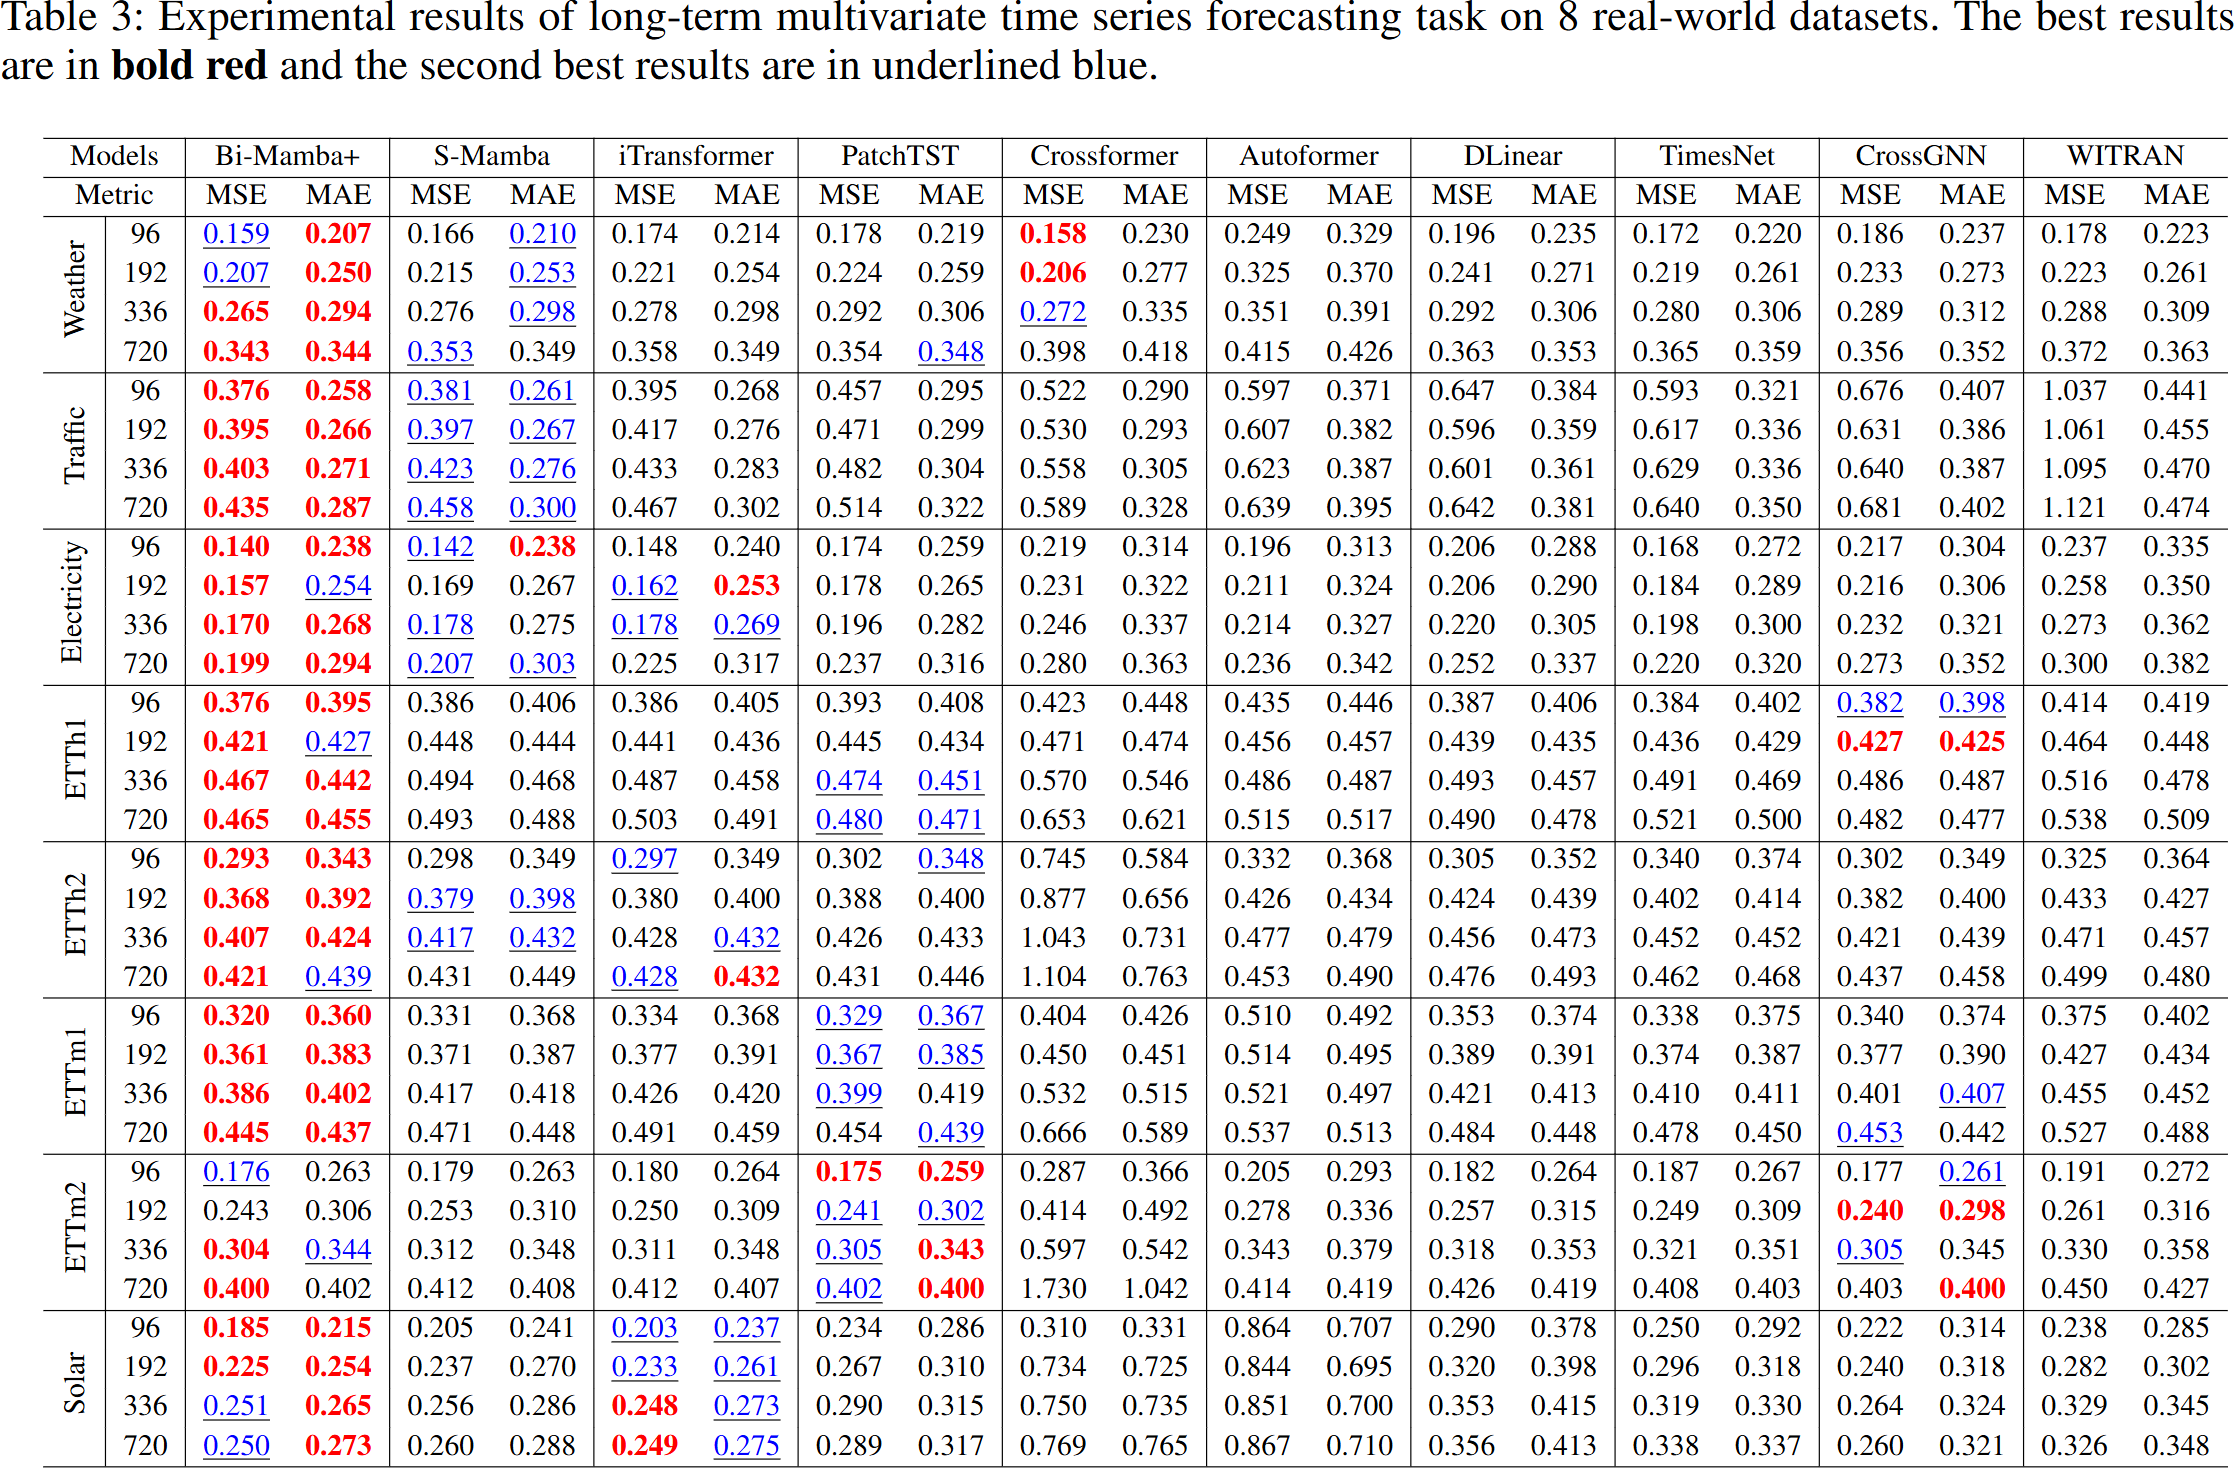 Table 3: Experimental results of long-term multivariate time series forecasting task on 8 real-world datasets. The best results
are in bold red and the second best results are in underlined blue.
Models Bi-Mamba+ S-Mamba iTransformer PatchTST Crossformer Autoformer DLinear TimesNet CrossGNN WITRAN
Metric MSE MAE MSE MAE MSE MAE MSE MAE MSE MAE MSE MAE MSE MAE MSE MAE MSE MAE MSE MAE
Weather
96 0.159 0.207 0.166 0.210 0.174 0.214 0.178 0.219 0.158 0.230 0.249 0.329 0.196 0.235 0.172 0.220 0.186 0.237 0.178 0.223
192 0.207 0.250 0.215 0.253 0.221 0.254 0.224 0.259 0.206 0.277 0.325 0.370 0.241 0.271 0.219 0.261 0.233 0.273 0.223 0.261
336 0.265 0.294 0.276 0.298 0.278 0.298 0.292 0.306 0.272 0.335 0.351 0.391 0.292 0.306 0.280 0.306 0.289 0.312 0.288 0.309
720 0.343 0.344 0.353 0.349 0.358 0.349 0.354 0.348 0.398 0.418 0.415 0.426 0.363 0.353 0.365 0.359 0.356 0.352 0.372 0.363
Traffic
96 0.376 0.258 0.381 0.261 0.395 0.268 0.457 0.295 0.522 0.290 0.597 0.371 0.647 0.384 0.593 0.321 0.676 0.407 1.037 0.441
192 0.395 0.266 0.397 0.267 0.417 0.276 0.471 0.299 0.530 0.293 0.607 0.382 0.596 0.359 0.617 0.336 0.631 0.386 1.061 0.455
336 0.403 0.271 0.423 0.276 0.433 0.283 0.482 0.304 0.558 0.305 0.623 0.387 0.601 0.361 0.629 0.336 0.640 0.387 1.095 0.470
720 0.435 0.287 0.458 0.300 0.467 0.302 0.514 0.322 0.589 0.328 0.639 0.395 0.642 0.381 0.640 0.350 0.681 0.402 1.121 0.474
Electricity
96 0.140 0.238 0.142 0.238 0.148 0.240 0.174 0.259 0.219 0.314 0.196 0.313 0.206 0.288 0.168 0.272 0.217 0.304 0.237 0.335
192 0.157 0.254 0.169 0.267 0.162 0.253 0.178 0.265 0.231 0.322 0.211 0.324 0.206 0.290 0.184 0.289 0.216 0.306 0.258 0.350
336 0.170 0.268 0.178 0.275 0.178 0.269 0.196 0.282 0.246 0.337 0.214 0.327 0.220 0.305 0.198 0.300 0.232 0.321 0.273 0.362
720 0.199 0.294 0.207 0.303 0.225 0.317 0.237 0.316 0.280 0.363 0.236 0.342 0.252 0.337 0.220 0.320 0.273 0.352 0.300 0.382
ETTh1
96 0.376 0.395 0.386 0.406 0.386 0.405 0.393 0.408 0.423 0.448 0.435 0.446 0.387 0.406 0.384 0.402 0.382 0.398 0.414 0.419
192 0.421 0.427 0.448 0.444 0.441 0.436 0.445 0.434 0.471 0.474 0.456 0.457 0.439 0.435 0.436 0.429 0.427 0.425 0.464 0.448
336 0.467 0.442 0.494 0.468 0.487 0.458 0.474 0.451 0.570 0.546 0.486 0.487 0.493 0.457 0.491 0.469 0.486 0.487 0.516 0.478
720 0.465 0.455 0.493 0.488 0.503 0.491 0.480 0.471 0.653 0.621 0.515 0.517 0.490 0.478 0.521 0.500 0.482 0.477 0.538 0.509
ETTh2
96 0.293 0.343 0.298 0.349 0.297 0.349 0.302 0.348 0.745 0.584 0.332 0.368 0.305 0.352 0.340 0.374 0.302 0.349 0.325 0.364
192 0.368 0.392 0.379 0.398 0.380 0.400 0.388 0.400 0.877 0.656 0.426 0.434 0.424 0.439 0.402 0.414 0.382 0.400 0.433 0.427
336 0.407 0.424 0.417 0.432 0.428 0.432 0.426 0.433 1.043 0.731 0.477 0.479 0.456 0.473 0.452 0.452 0.421 0.439 0.471 0.457
720 0.421 0.439 0.431 0.449 0.428 0.432 0.431 0.446 1.104 0.763 0.453 0.490 0.476 0.493 0.462 0.468 0.437 0.458 0.499 0.480
ETTm1
96 0.320 0.360 0.331 0.368 0.334 0.368 0.329 0.367 0.404 0.426 0.510 0.492 0.353 0.374 0.338 0.375 0.340 0.374 0.375 0.402
192 0.361 0.383 0.371 0.387 0.377 0.391 0.367 0.385 0.450 0.451 0.514 0.495 0.389 0.391 0.374 0.387 0.377 0.390 0.427 0.434
336 0.386 0.402 0.417 0.418 0.426 0.420 0.399 0.419 0.532 0.515 0.521 0.497 0.421 0.413 0.410 0.411 0.401 0.407 0.455 0.452
720 0.445 0.437 0.471 0.448 0.491 0.459 0.454 0.439 0.666 0.589 0.537 0.513 0.484 0.448 0.478 0.450 0.453 0.442 0.527 0.488
ETTm2
96 0.176 0.263 0.179 0.263 0.180 0.264 0.175 0.259 0.287 0.366 0.205 0.293 0.182 0.264 0.187 0.267 0.177 0.261 0.191 0.272
192 0.243 0.306 0.253 0.310 0.250 0.309 0.241 0.302 0.414 0.492 0.278 0.336 0.257 0.315 0.249 0.309 0.240 0.298 0.261 0.316
336 0.304 0.344 0.312 0.348 0.311 0.348 0.305 0.343 0.597 0.542 0.343 0.379 0.318 0.353 0.321 0.351 0.305 0.345 0.330 0.358
720 0.400 0.402 0.412 0.408 0.412 0.407 0.402 0.400 1.730 1.042 0.414 0.419 0.426 0.419 0.408 0.403 0.403 0.400 0.450 0.427
Solar
96 0.185 0.215 0.205 0.241 0.203 0.237 0.234 0.286 0.310 0.331 0.864 0.707 0.290 0.378 0.250 0.292 0.222 0.314 0.238 0.285
192 0.225 0.254 0.237 0.270 0.233 0.261 0.267 0.310 0.734 0.725 0.844 0.695 0.320 0.398 0.296 0.318 0.240 0.318 0.282 0.302
336 0.251 0.265 0.256 0.286 0.248 0.273 0.290 0.315 0.750 0.735 0.851 0.700 0.353 0.415 0.319 0.330 0.264 0.324 0.329 0.345
720 0.250 0.273 0.260 0.288 0.249 0.275 0.289 0.317 0.769 0.765 0.867 0.710 0.356 0.413 0.338 0.337 0.260 0.321 0.326 0.348